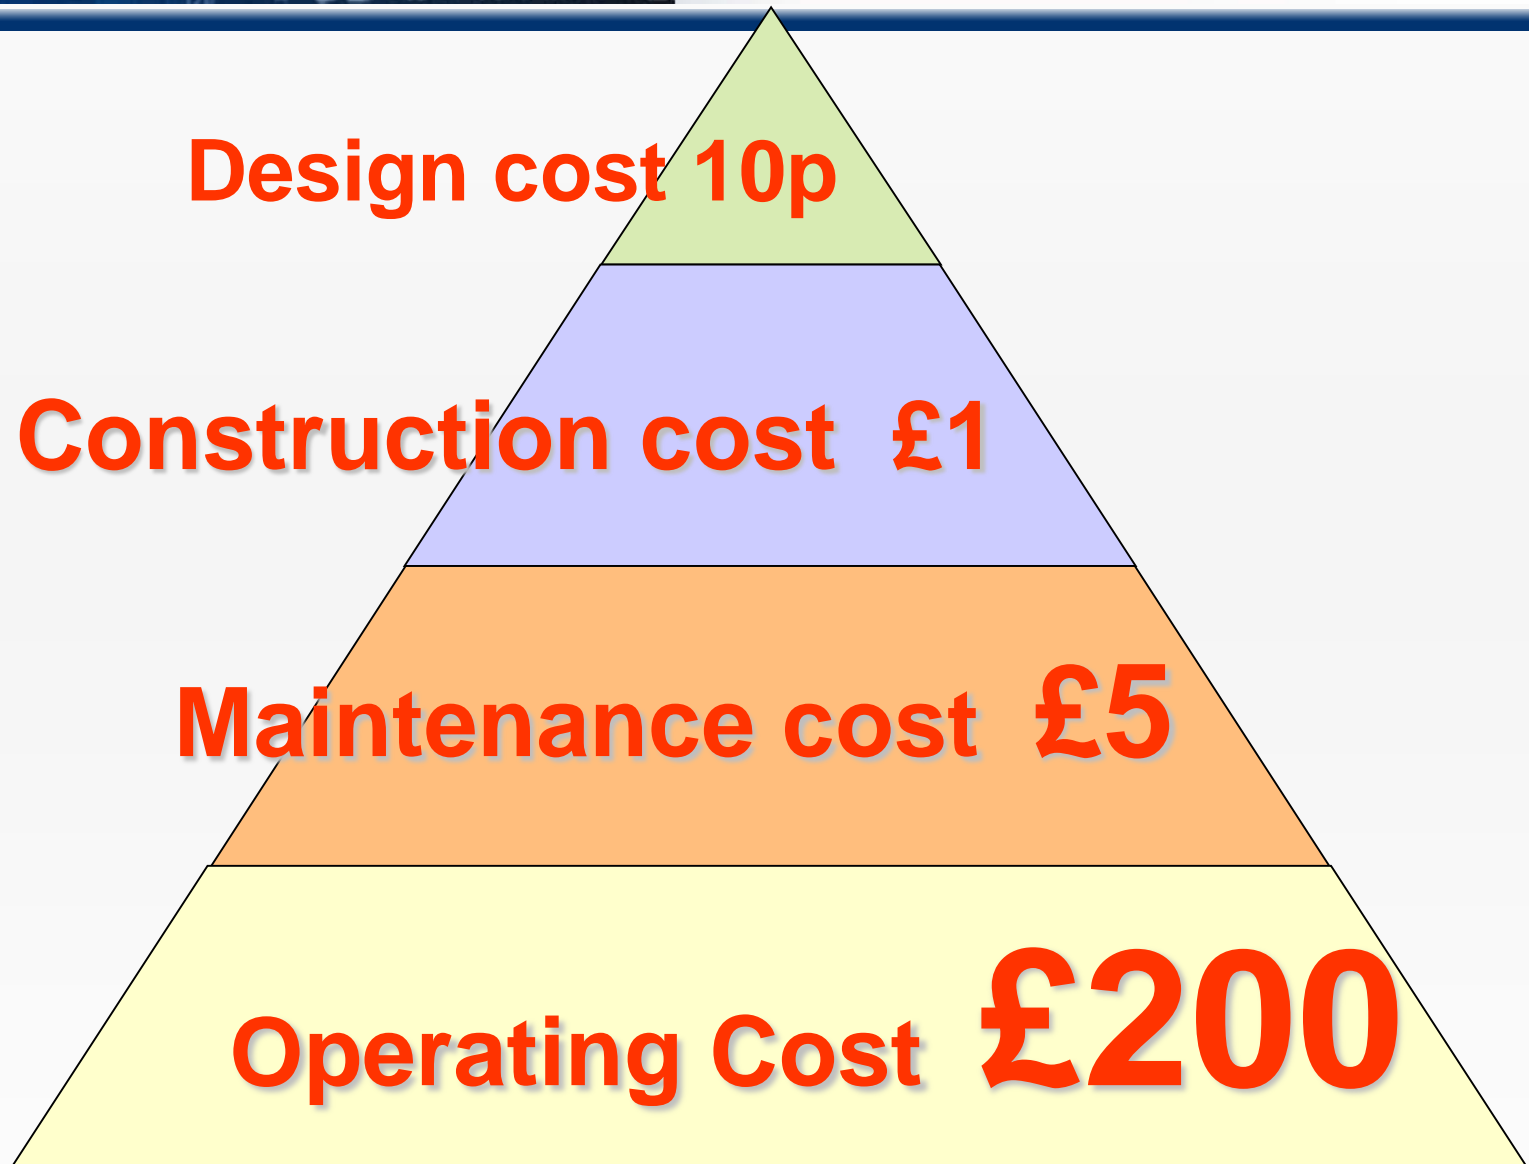 Design cost 10p
Construction cost £1
Maintenance cost £5
Operating Cost £200